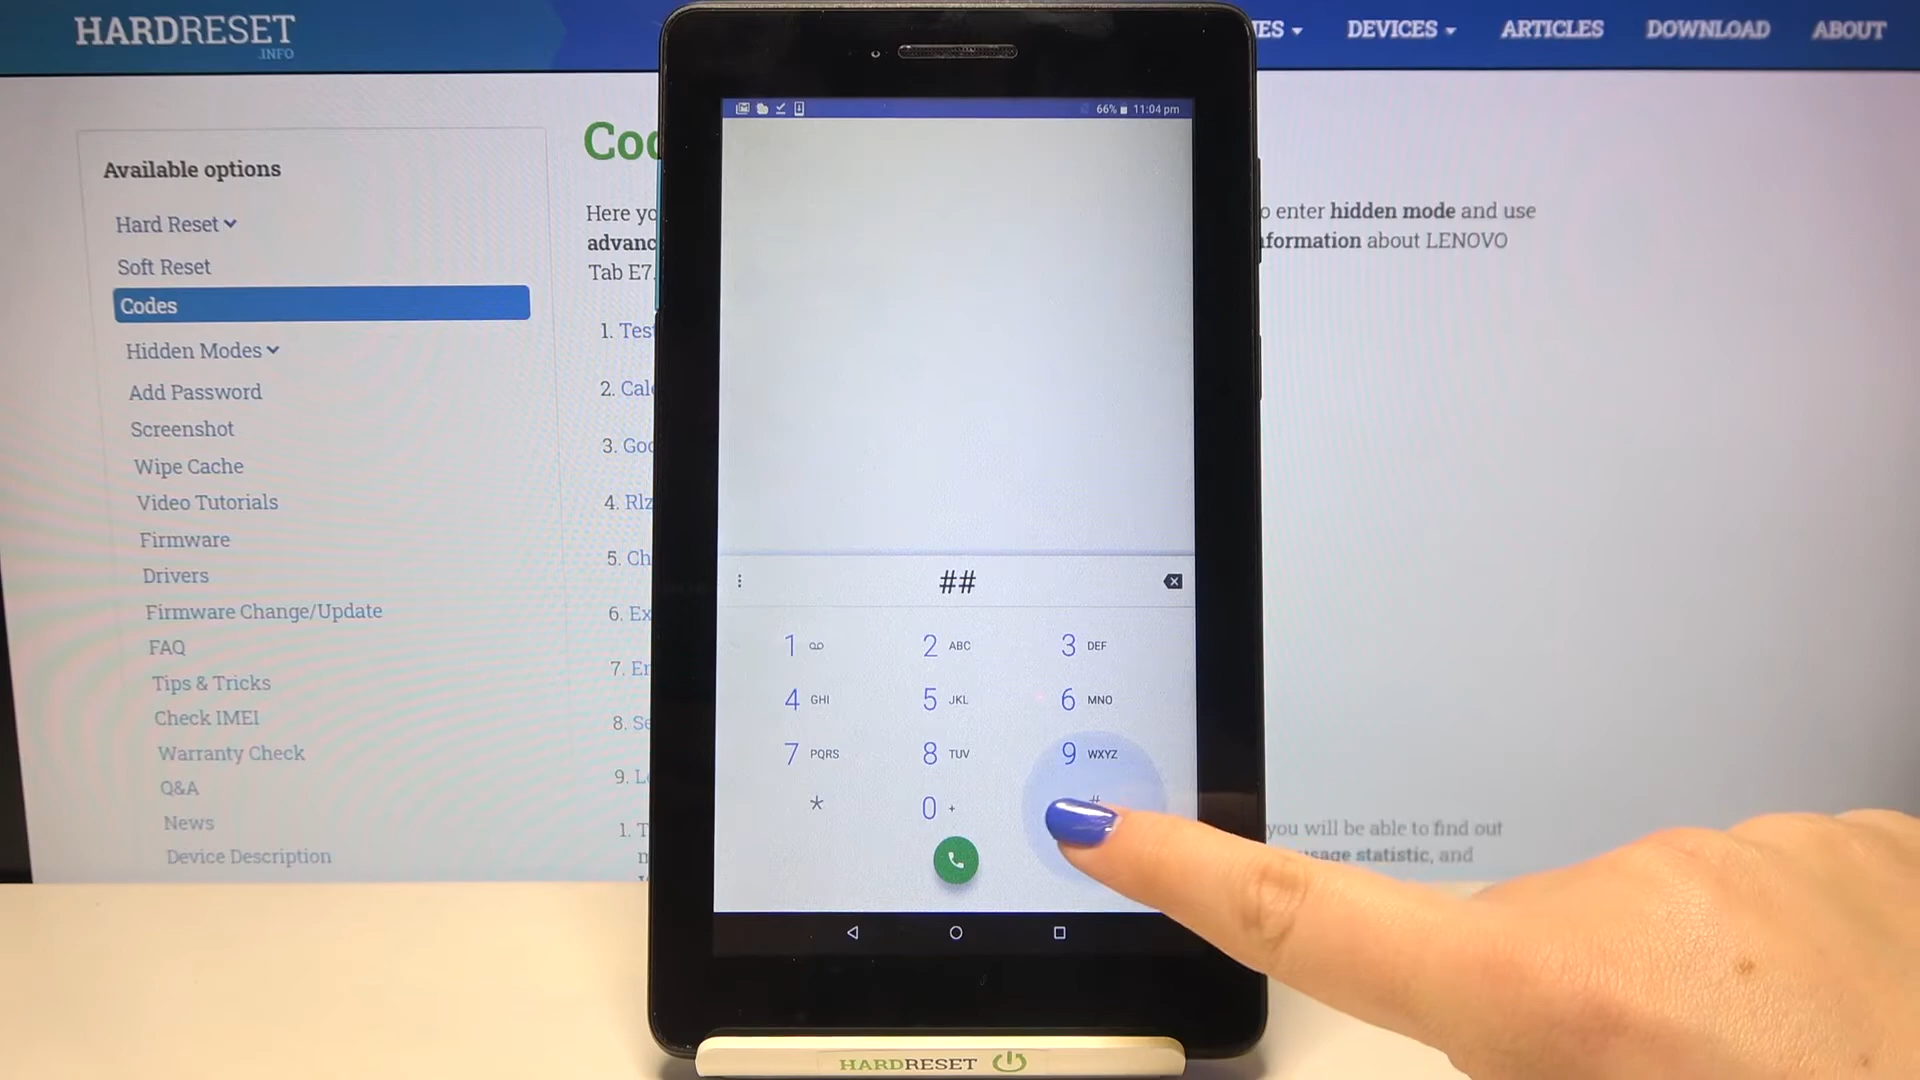 HARDRESET
.INFO
DEVICES
ARTICLES
DOWNLOAD
ABOUT
Available options
Hard Reset
Soft Reset
Codes
Hidden Modes
Add Password
Screenshot
Wipe Cache
Video Tutorials
Firmware
Drivers
Firmware Change/Update
FAQ
Tips & Tricks
Check IMEI
Warranty Check
Q&A
News
Device Description
Here
o enter hidden mode and use
advanc
formation about LENOVO
Tab E7.
1. Test
2. Cal
3. Goo
4. Rlz
5. Ch
6. Ex
7. En
8. Se
9. L
1. T
you will be able to find out
usage statistic, and
66% 11:04 pm
##
1
2 ABC
3 DEF
4 GHI
5 JKL
6 MNO
7 PQRS
8 TUV
9 WXYZ
*
0 +
#
HARDRESET